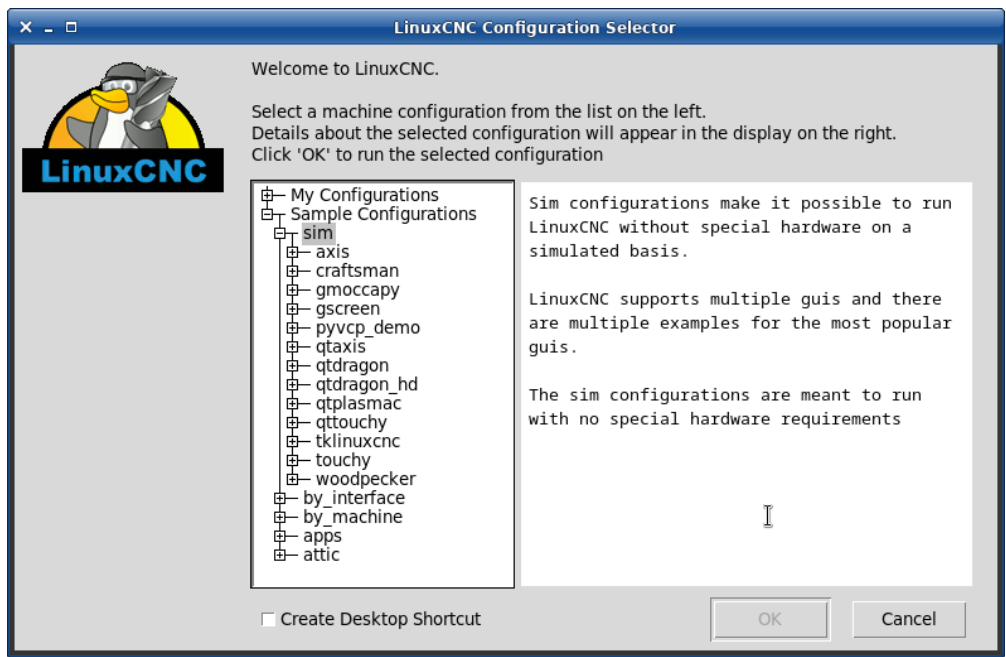 LinuxCNC Configuration Selector
LinuxCNC
Welcome to LinuxCNC.
Select a machine configuration from the list on the left.
Details about the selected configuration will appear in the display on the right.
Click 'OK' to run the selected configuration
My Configurations
Sample Configurations
sim
axis
craftsman
gmoccapy
gscreen
pyvcp_demo
qtaxis
qtdragon
qtdragon_hd
qtplasmac
qttouchy
tklinuxcnc
touchy
woodpecker
by_interface
by_machine
apps
attic
Sim configurations make it possible to run
LinuxCNC without special hardware on a
simulated basis.
LinuxCNC supports multiple guis and there
are multiple examples for the most popular
guis.
The sim configurations are meant to run
with no special hardware requirements
Create Desktop Shortcut
OK
Cancel